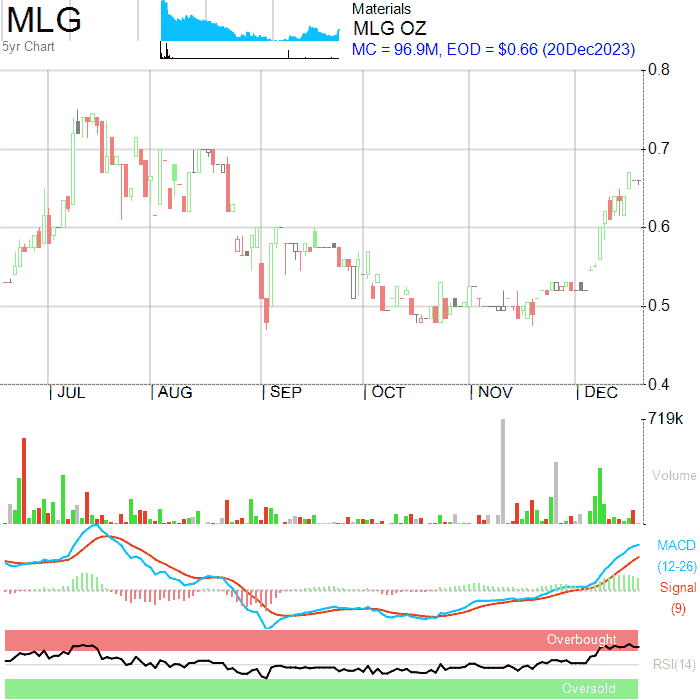 MLG
5yr Chart
Materials
MLG OZ
MC = 96.9M, EOD = $0.66 (20Dec2023)
0.8
0.7
0.6
0.5
0.4
JUL
AUG
SEP
OCT
NOV
DEC
719k
Volume
MACD
(12-26)
Signal
(9)
Overbought
RSI(14)
Oversold